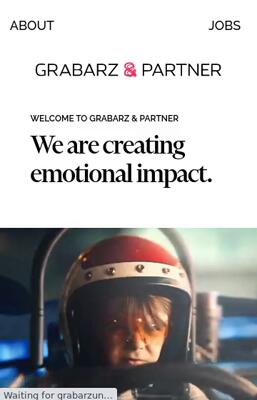 ABOUT
JOBS
GRABARZ & PARTNER
WELCOME TO GRABARZ & PARTNER
We are creating
emotional impact.
Waiting for grabarzun...